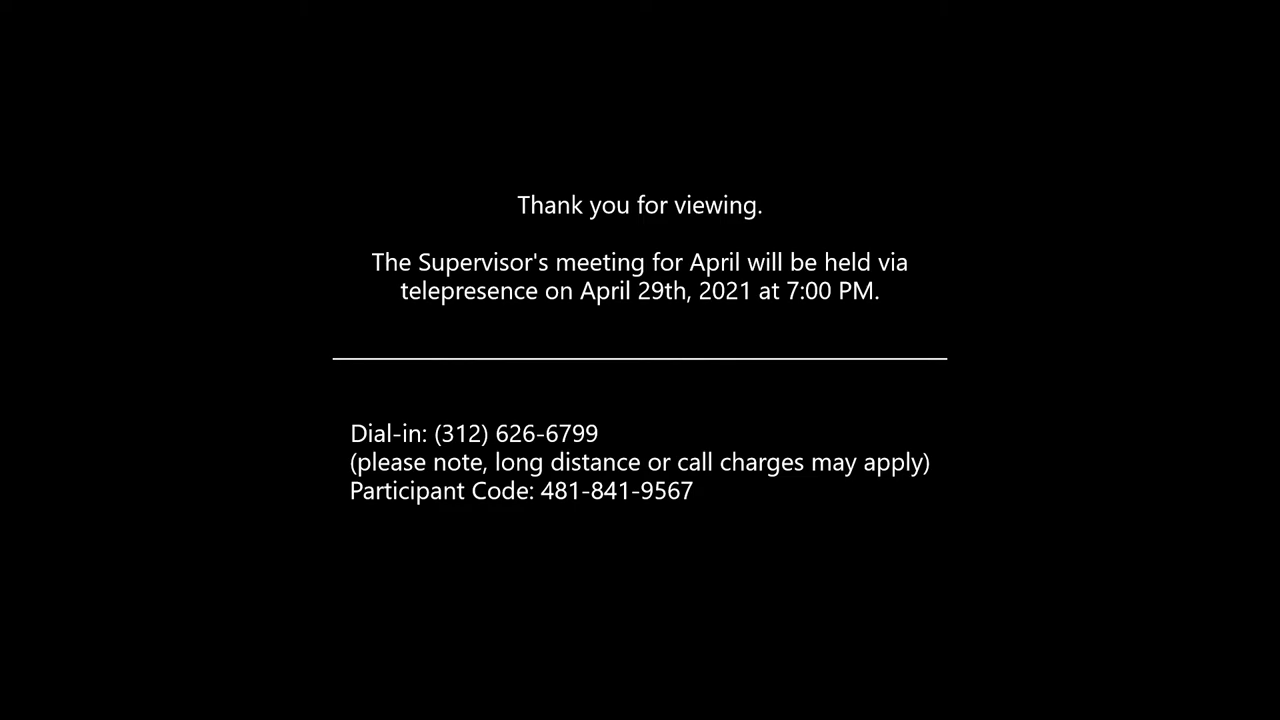 Thank you for viewing.
The Supervisor's meeting for April will be held via
telepresence on April 29th, 2021 at 7:00 PM.
Dial-in: (312) 626-6799
(please note, long distance or call charges may apply)
Participant Code: 481-841-9567